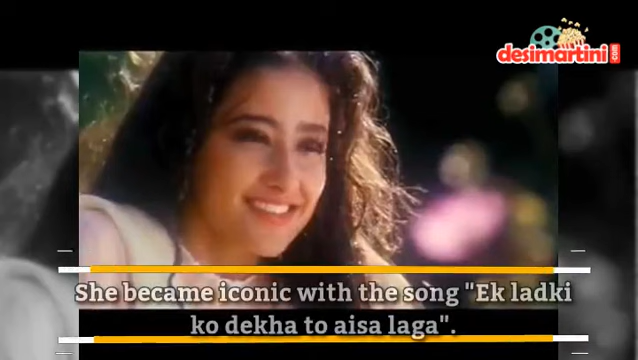 desimartini.com
She became iconic with the song "Ek ladki
ko dekha to aisa laga".